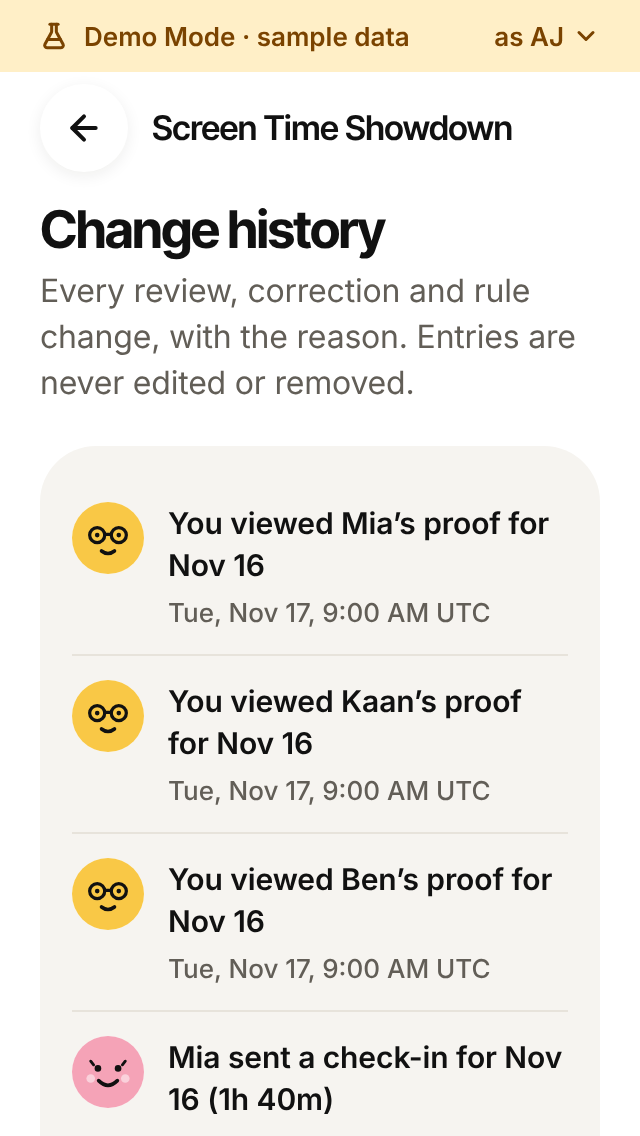 Demo Mode · sample data
as AJ
Screen Time Showdown
Change history
Every review, correction and rule
change, with the reason. Entries are
never edited or removed.
You viewed Mia’s proof for
Nov 16
Tue, Nov 17, 9:00 AM UTC
You viewed Kaan’s proof
for Nov 16
Tue, Nov 17, 9:00 AM UTC
You viewed Ben’s proof for
Nov 16
Tue, Nov 17, 9:00 AM UTC
Mia sent a check-in for Nov
16 (1h 40m)